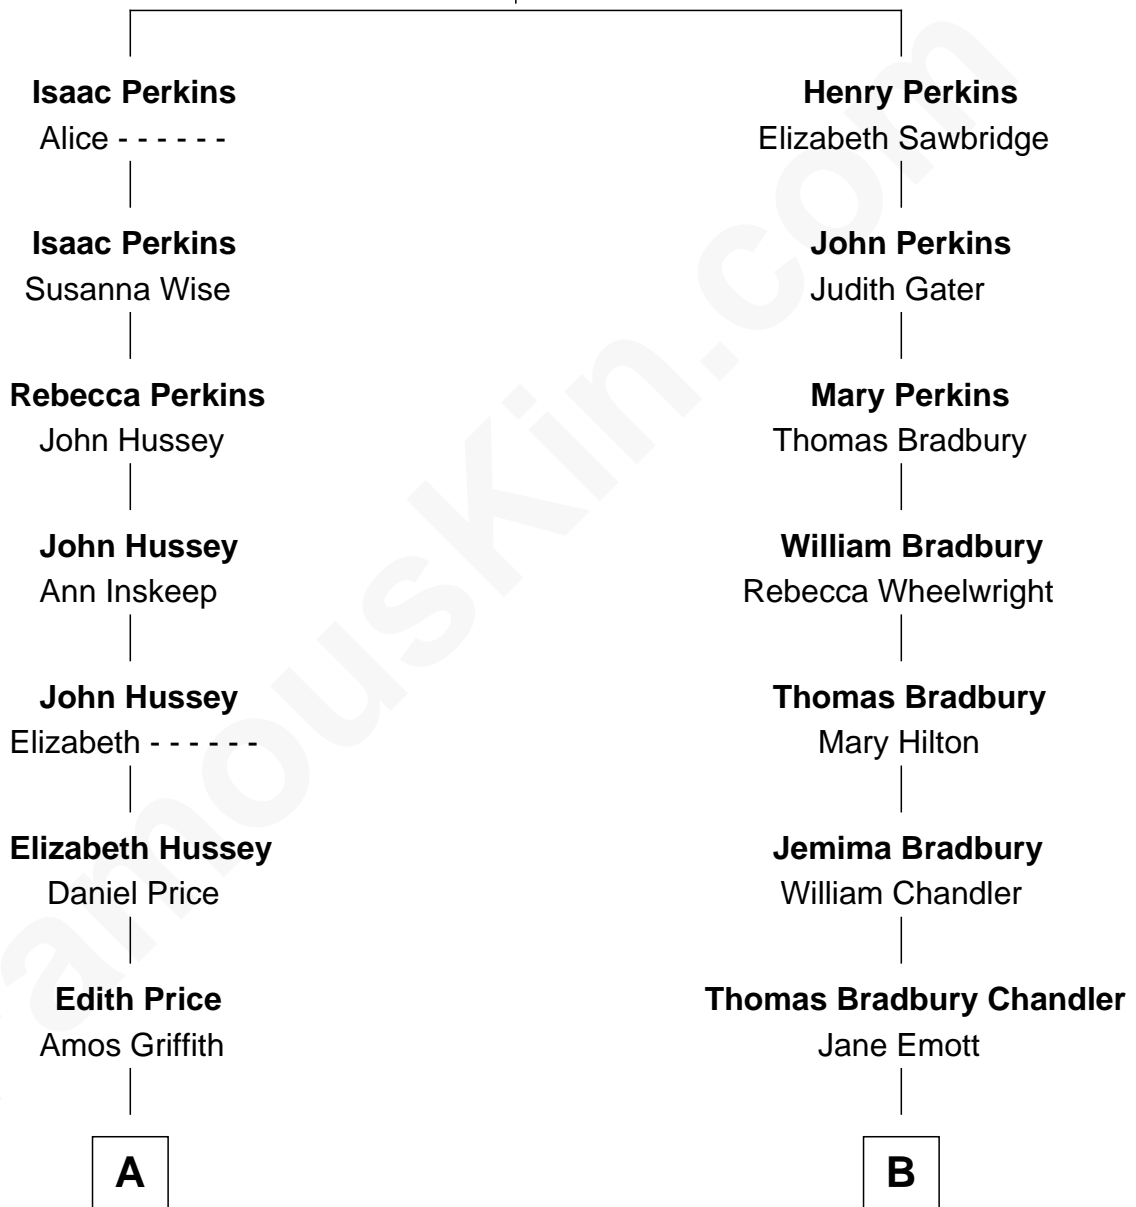 Isaac Perkins
Alice - - - - - -
Henry Perkins
Elizabeth Sawbridge
Isaac Perkins
Susanna Wise
John Perkins
Judith Gater
Rebecca Perkins
John Hussey
Mary Perkins
Thomas Bradbury
John Hussey
Ann Inskeep
William Bradbury
Rebecca Wheelwright
John Hussey
Elizabeth - - - - - -
Thomas Bradbury
Mary Hilton
Elizabeth Hussey
Daniel Price
Jemima Bradbury
William Chandler
Edith Price
Amos Griffith
Thomas Bradbury Chandler
Jane Emott
A
B
amousKin.com